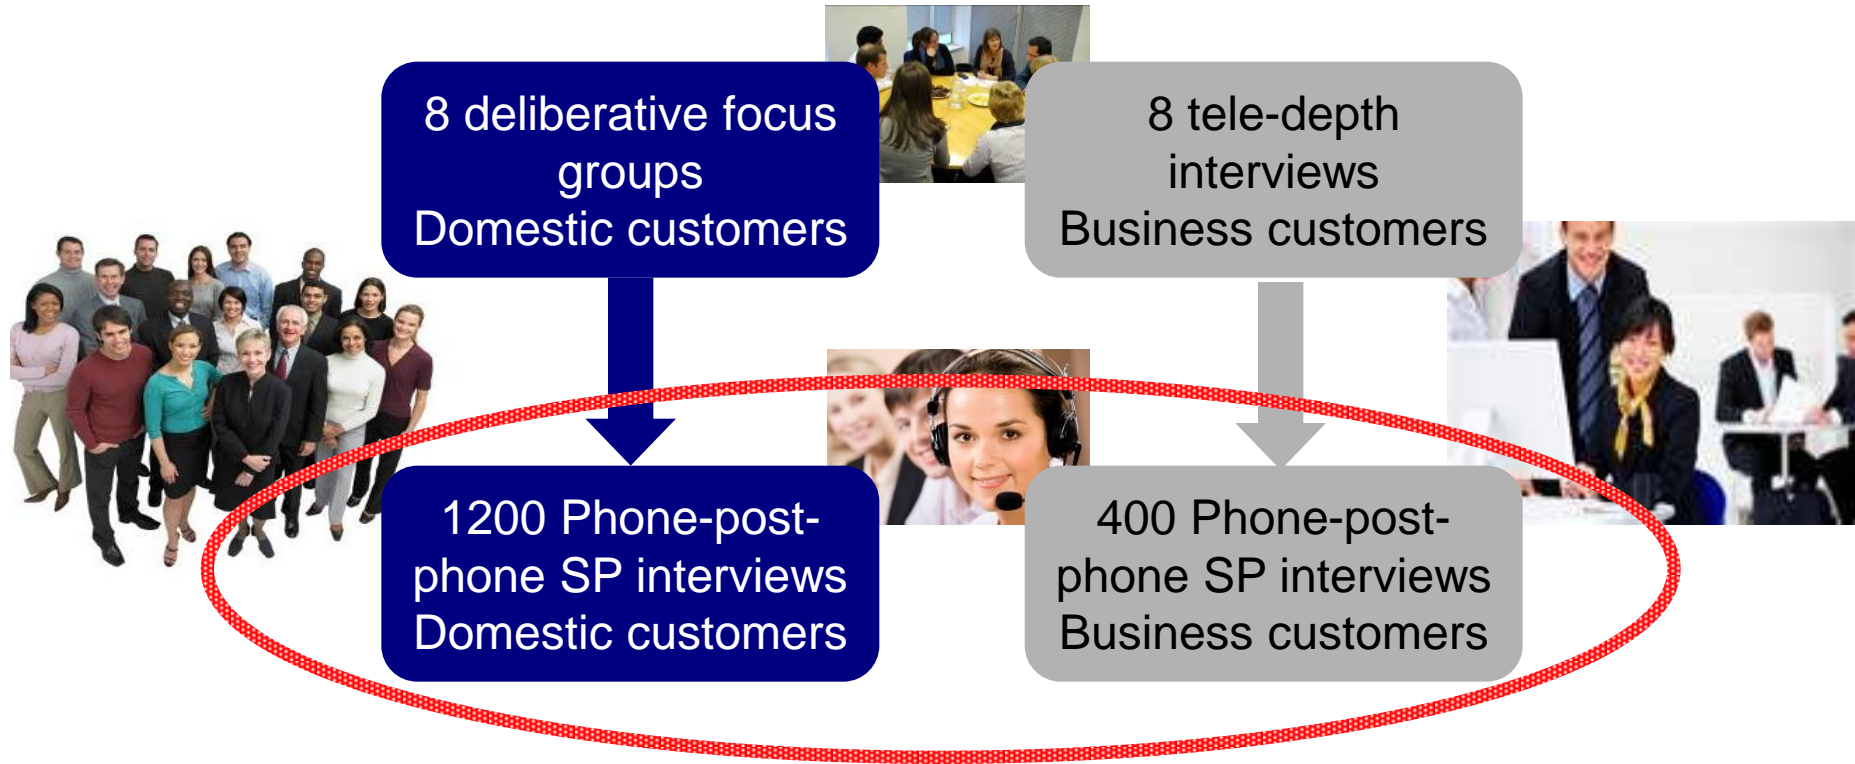 8 deliberative focus
groups
Domestic customers
8 tele-depth
interviews
Business customers
1200 Phone-post-
phone SP interviews
Domestic customers
400 Phone-post-
phone SP interviews
Business customers